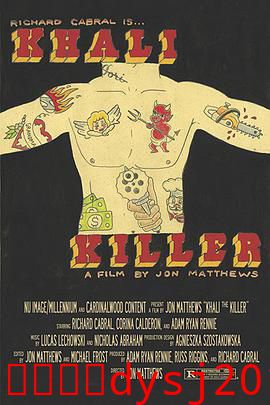 RICHARD CABRAL IS...
KHALI
KILLER
A FILM BY JON MATTHEWS
NU IMAGE/MILLENNIUM AND CARDINALWOOD CONTENT PRESENT A FILM BY JON MATTHEWS "KHALI THE KILLER"
STARRING RICHARD CABRAL, CORINA CALDERON, AND ADAM RYAN RENNIE
MUSIC BY LUCAS LECHOWSKI AND NICHOLAS ABRAHAM PRODUCTION DESIGN BY AGNIESZKA SZOSTAKOWSKA
EDITED BY JON MATTHEWS AND MICHAEL FROST PRODUCED BY ADAM RYAN RENNIE, RUSS RIGGINS, AND RICHARD CABRAL
JON MATTHEWS
R RESTRICTED
dysj20